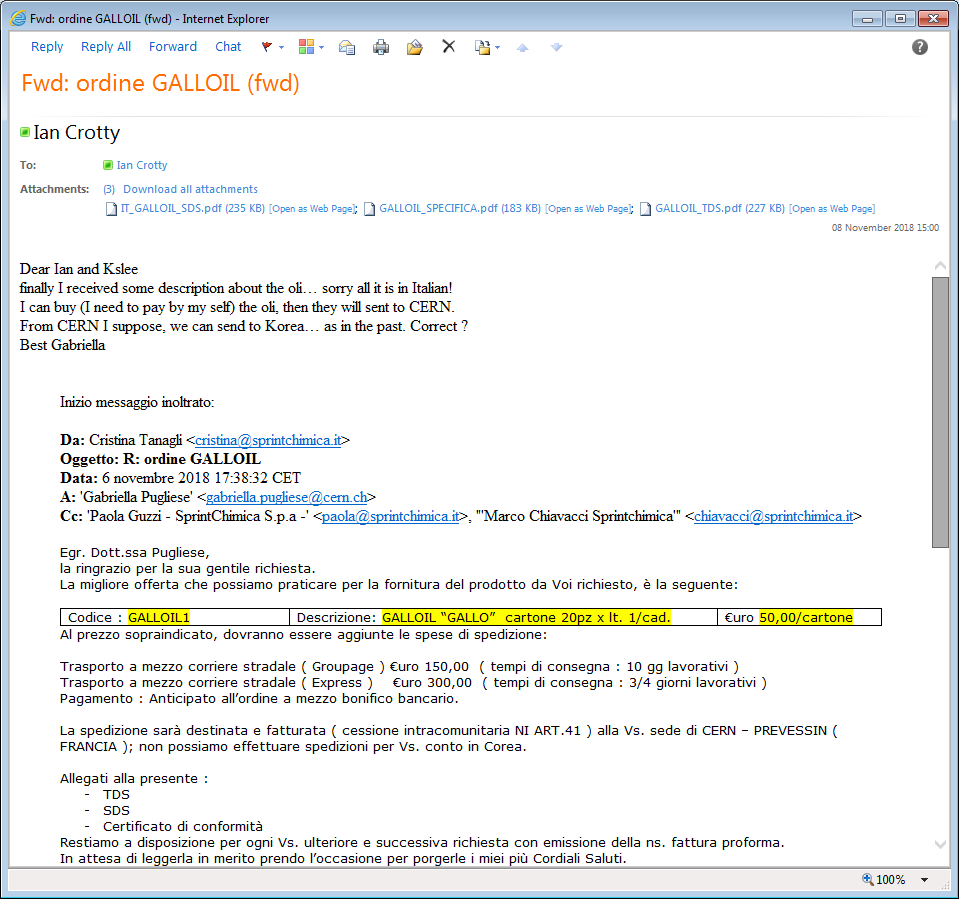 Fwd: ordine GALLOIL (fwd) - Internet Explorer
Reply Reply All Forward Chat
Fwd: ordine GALLOIL (fwd)
Ian Crotty
To: Ian Crotty
Attachments: (3) Download all attachments
IT_GALLOIL_SDS.pdf (235 KB) [Open as Web Page]; GALLOIL_SPECIFICA.pdf (183 KB) [Open as Web Page]; GALLOIL_TDS.pdf (227 KB) [Open as Web Page]
08 November 2018 15:00
Dear Ian and Kslee
finally I received some description about the oli… sorry all it is in Italian!
I can buy (I need to pay by my self) the oli, then they will sent to CERN.
From CERN I suppose, we can send to Korea… as in the past. Correct ?
Best Gabriella
Inizio messaggio inoltrato:
Da: Cristina Tanagli <cristina@sprintchimica.it>
Oggetto: R: ordine GALLOIL
Data: 6 novembre 2018 17:38:32 CET
A: 'Gabriella Pugliese' <gabriella.pugliese@cern.ch>
Cc: 'Paola Guzzi - SprintChimica S.p.a -' <paola@sprintchimica.it>, "'Marco Chiavacci Sprintchimica'" <chiavacci@sprintchimica.it>
Egr. Dott.ssa Pugliese,
la ringrazio per la sua gentile richiesta.
La migliore offerta che possiamo praticare per la fornitura del prodotto da Voi richiesto, è la seguente:
Codice : GALLOIL1 Descrizione: GALLOIL “GALLO” cartone 20pz x lt. 1/cad. €uro 50,00/cartone
Al prezzo sopraindicato, dovranno essere aggiunte le spese di spedizione:
Trasporto a mezzo corriere stradale ( Groupage ) €uro 150,00 ( tempi di consegna : 10 gg lavorativi )
Trasporto a mezzo corriere stradale ( Express ) €uro 300,00 ( tempi di consegna : 3/4 giorni lavorativi )
Pagamento : Anticipato all’ordine a mezzo bonifico bancario.
La spedizione sarà destinata e fatturata ( cessione intracomunitaria NI ART.41 ) alla Vs. sede di CERN – PREVESSIN (
FRANCIA ); non possiamo effettuare spedizioni per Vs. conto in Corea.
Allegati alla presente :
- TDS
- SDS
- Certificato di conformità
Restiamo a disposizione per ogni Vs. ulteriore e successiva richiesta con emissione della ns. fattura proforma.
In attesa di leggerla in merito prendo l’occasione per porgerle i miei più Cordiali Saluti.
100%